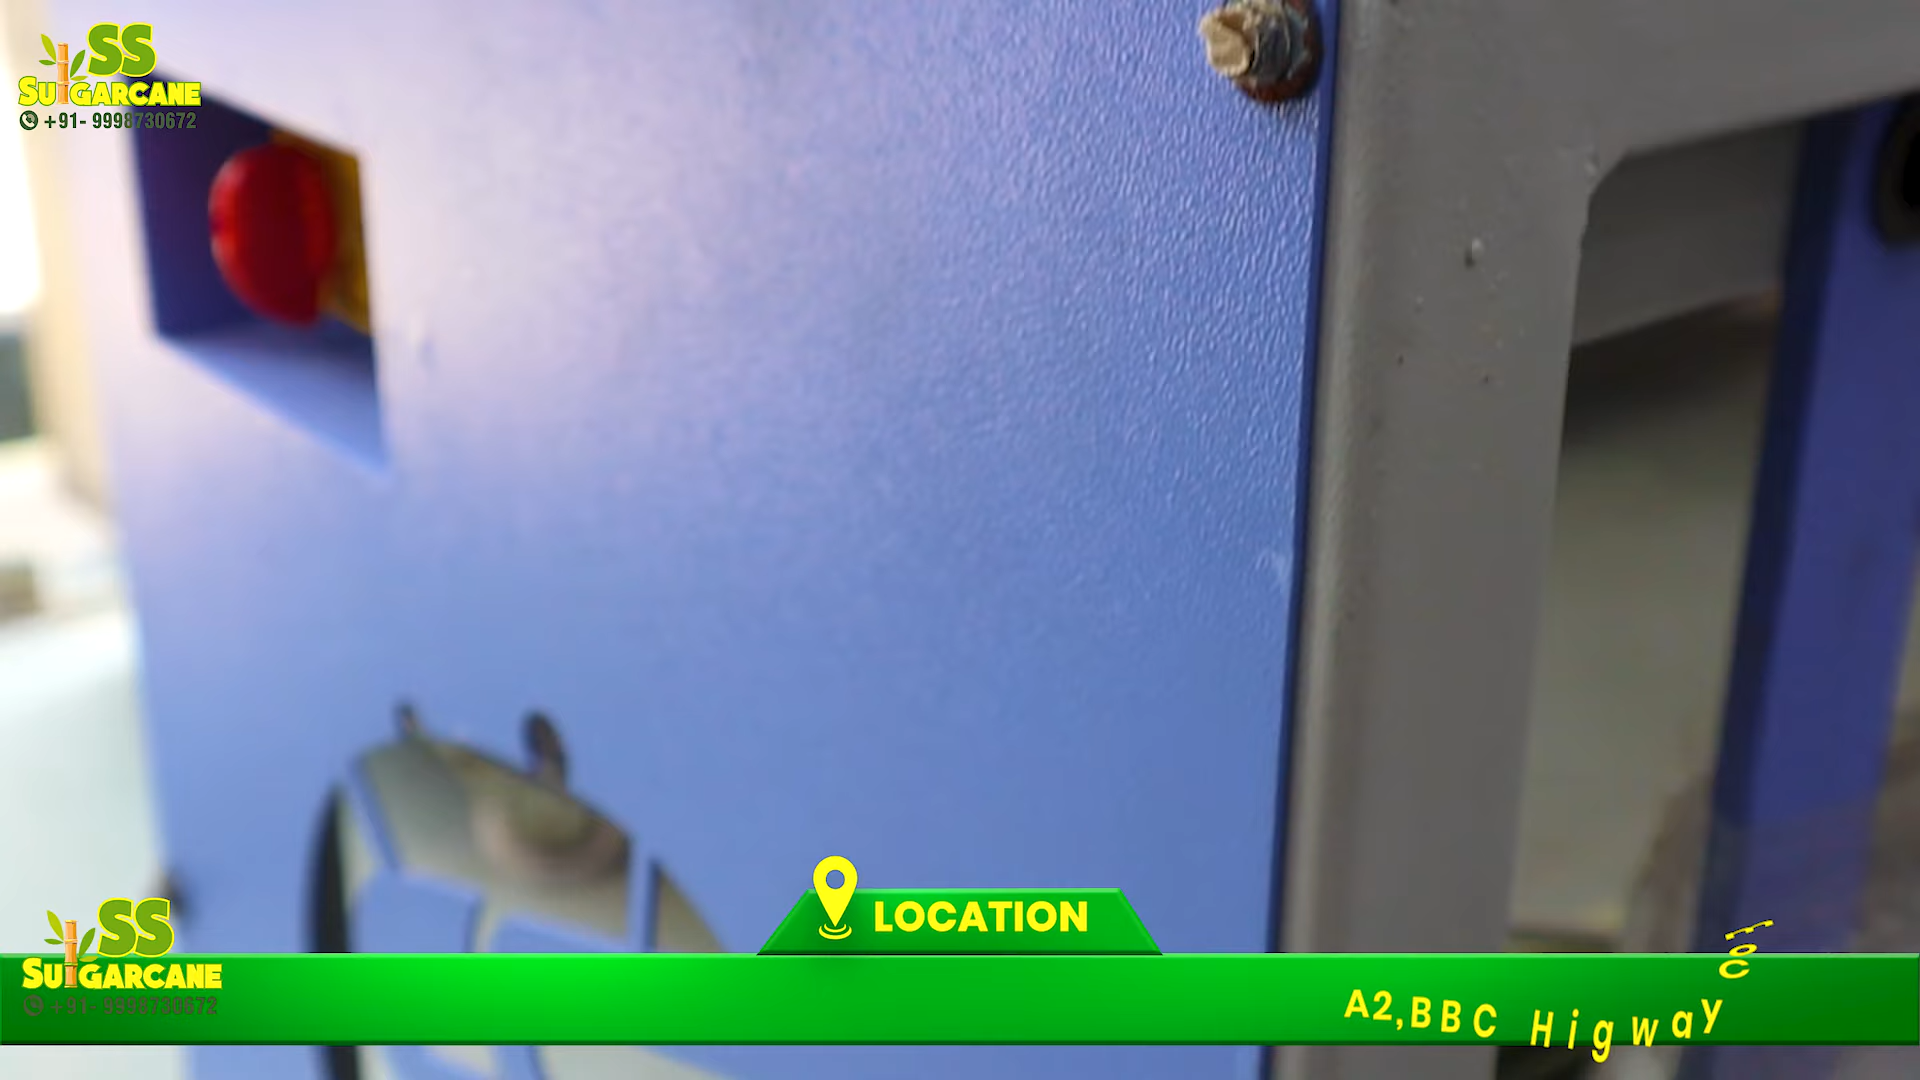 SS
SUGARCANE
+91- 9998730672
LOCATION
SS
SUGARCANE
+91- 9998730672
A2,BBC Higway